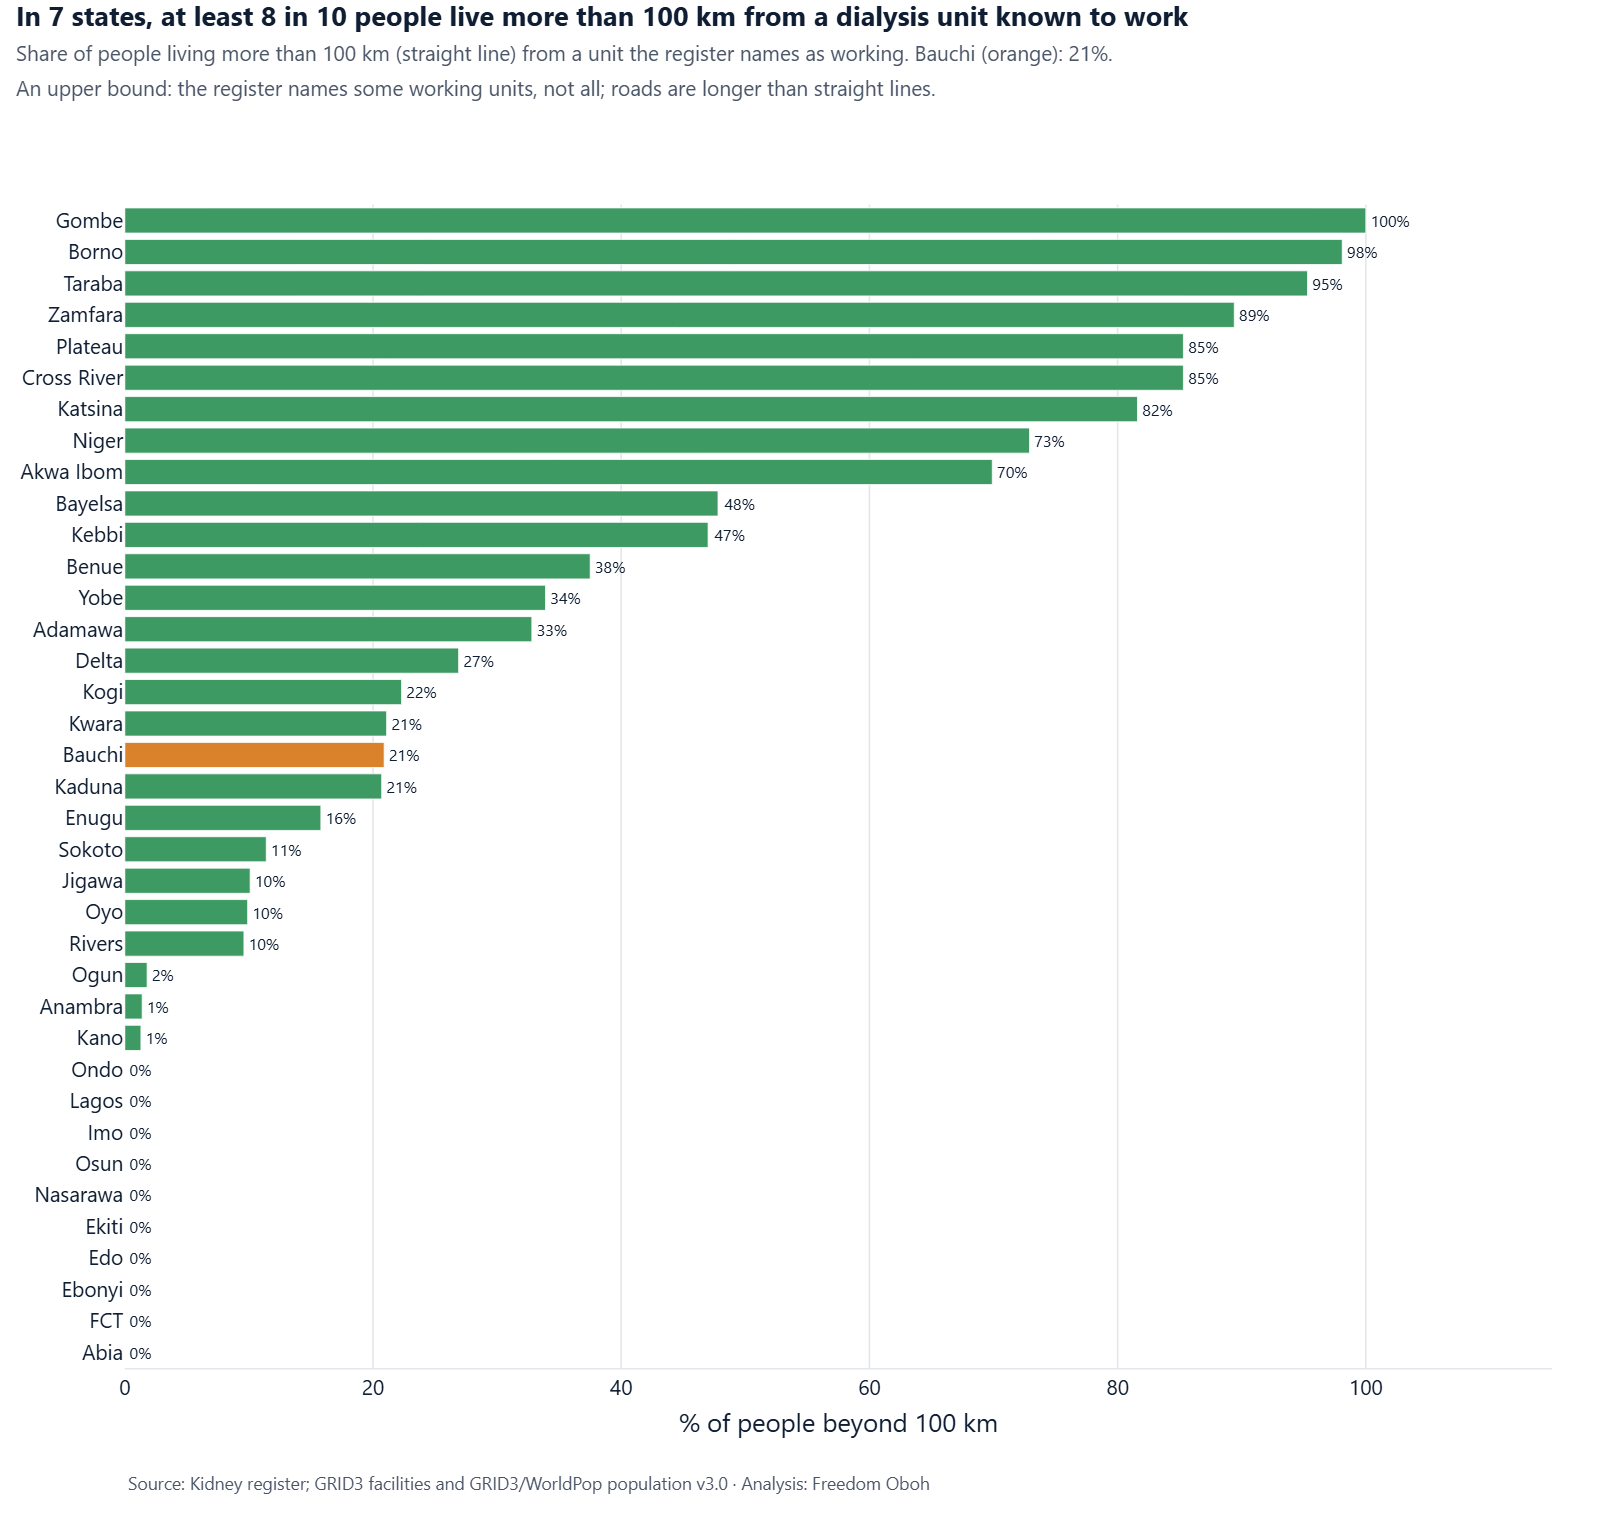 In 7 states, at least 8 in 10 people live more than 100 km from a dialysis unit known to work
Share of people living more than 100 km (straight line) from a unit the register names as working. Bauchi (orange): 21%.
An upper bound: the register names some working units, not all; roads are longer than straight lines.
Gombe 100%
Borno 98%
Taraba 95%
Zamfara 89%
Plateau 85%
Cross River 85%
Katsina 82%
Niger 73%
Akwa Ibom 70%
Bayelsa 48%
Kebbi 47%
Benue 38%
Yobe 34%
Adamawa 33%
Delta 27%
Kogi 22%
Kwara 21%
Bauchi 21%
Kaduna 21%
Enugu 16%
Sokoto 11%
Jigawa 10%
Oyo 10%
Rivers 10%
Ogun 2%
Anambra 1%
Kano 1%
Ondo 0%
Lagos 0%
Imo 0%
Osun 0%
Nasarawa 0%
Ekiti 0%
Edo 0%
Ebonyi 0%
FCT 0%
Abia 0%
0 20 40 60 80 100
% of people beyond 100 km
Source: Kidney register; GRID3 facilities and GRID3/WorldPop population v3.0 · Analysis: Freedom Oboh